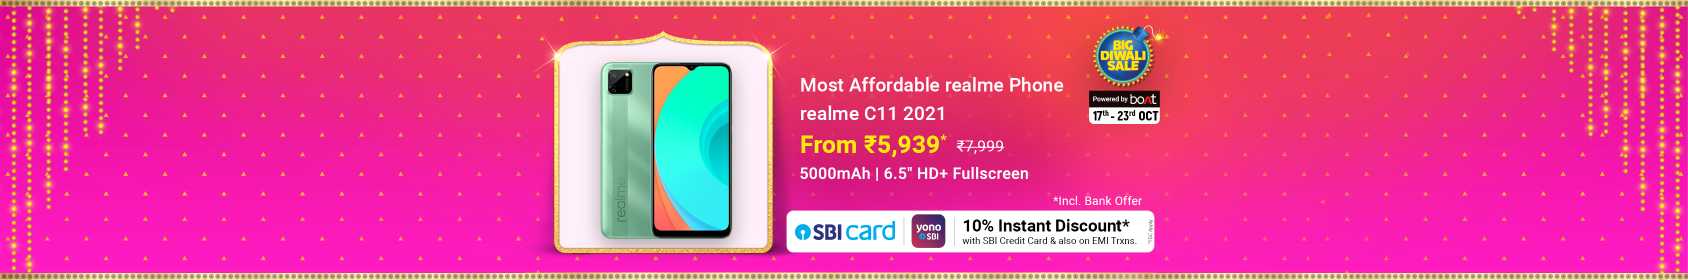 BIG
DIWALI
SALE
Powered by boAt
17th - 23rd OCT
Most Affordable realme Phone
realme C11 2021
From ₹5,939* ₹7,999
5000mAh | 6.5" HD+ Fullscreen
*Incl. Bank Offer
SBI card
yono
SBI
10% Instant Discount*
with SBI Credit Card & also on EMI Trxns.
realme